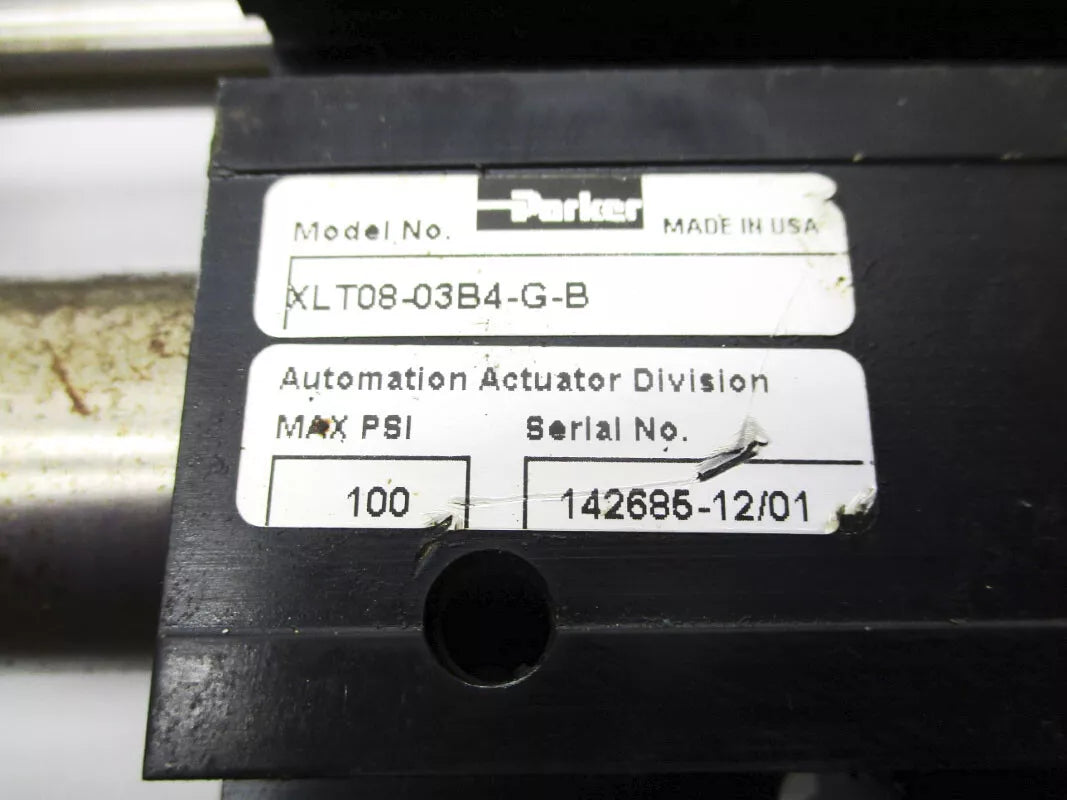 Parker
Model No. MADE IN USA
XLT08-03B4-G-B
Automation Actuator Division
MAX PSI Serial No.
100 142685-12/01